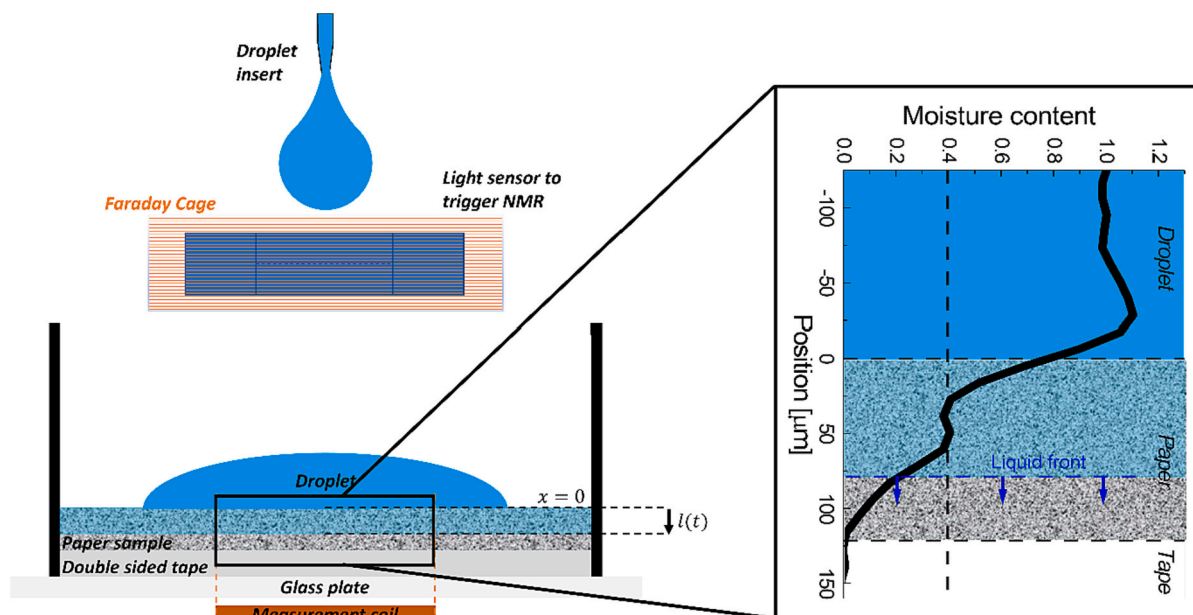 Droplet
insert
Faraday Cage
Light sensor to
trigger NMR
Droplet
x = 0
l(t)
Paper sample
Double sided tape
Glass plate
Measurement coil
Moisture content
0.0 0.2 0.4 0.6 0.8 1.0 1.2
Position [μm]
-100
-50
0
50
100
150
Droplet
Paper
Liquid front
Tape